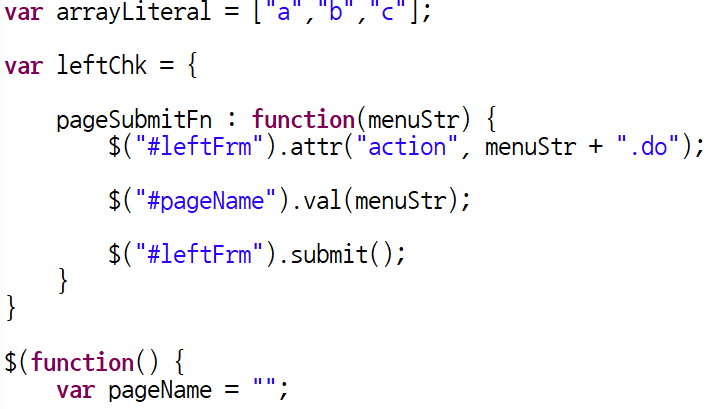 var arrayLiteral = ["a","b","c"];
var leftChk = {
pageSubmitFn : function(menuStr) {
$("#leftFrm").attr("action", menuStr + ".do");
$("#pageName").val(menuStr);
$("#leftFrm").submit();
}
}
$(function() {
var pageName = "";